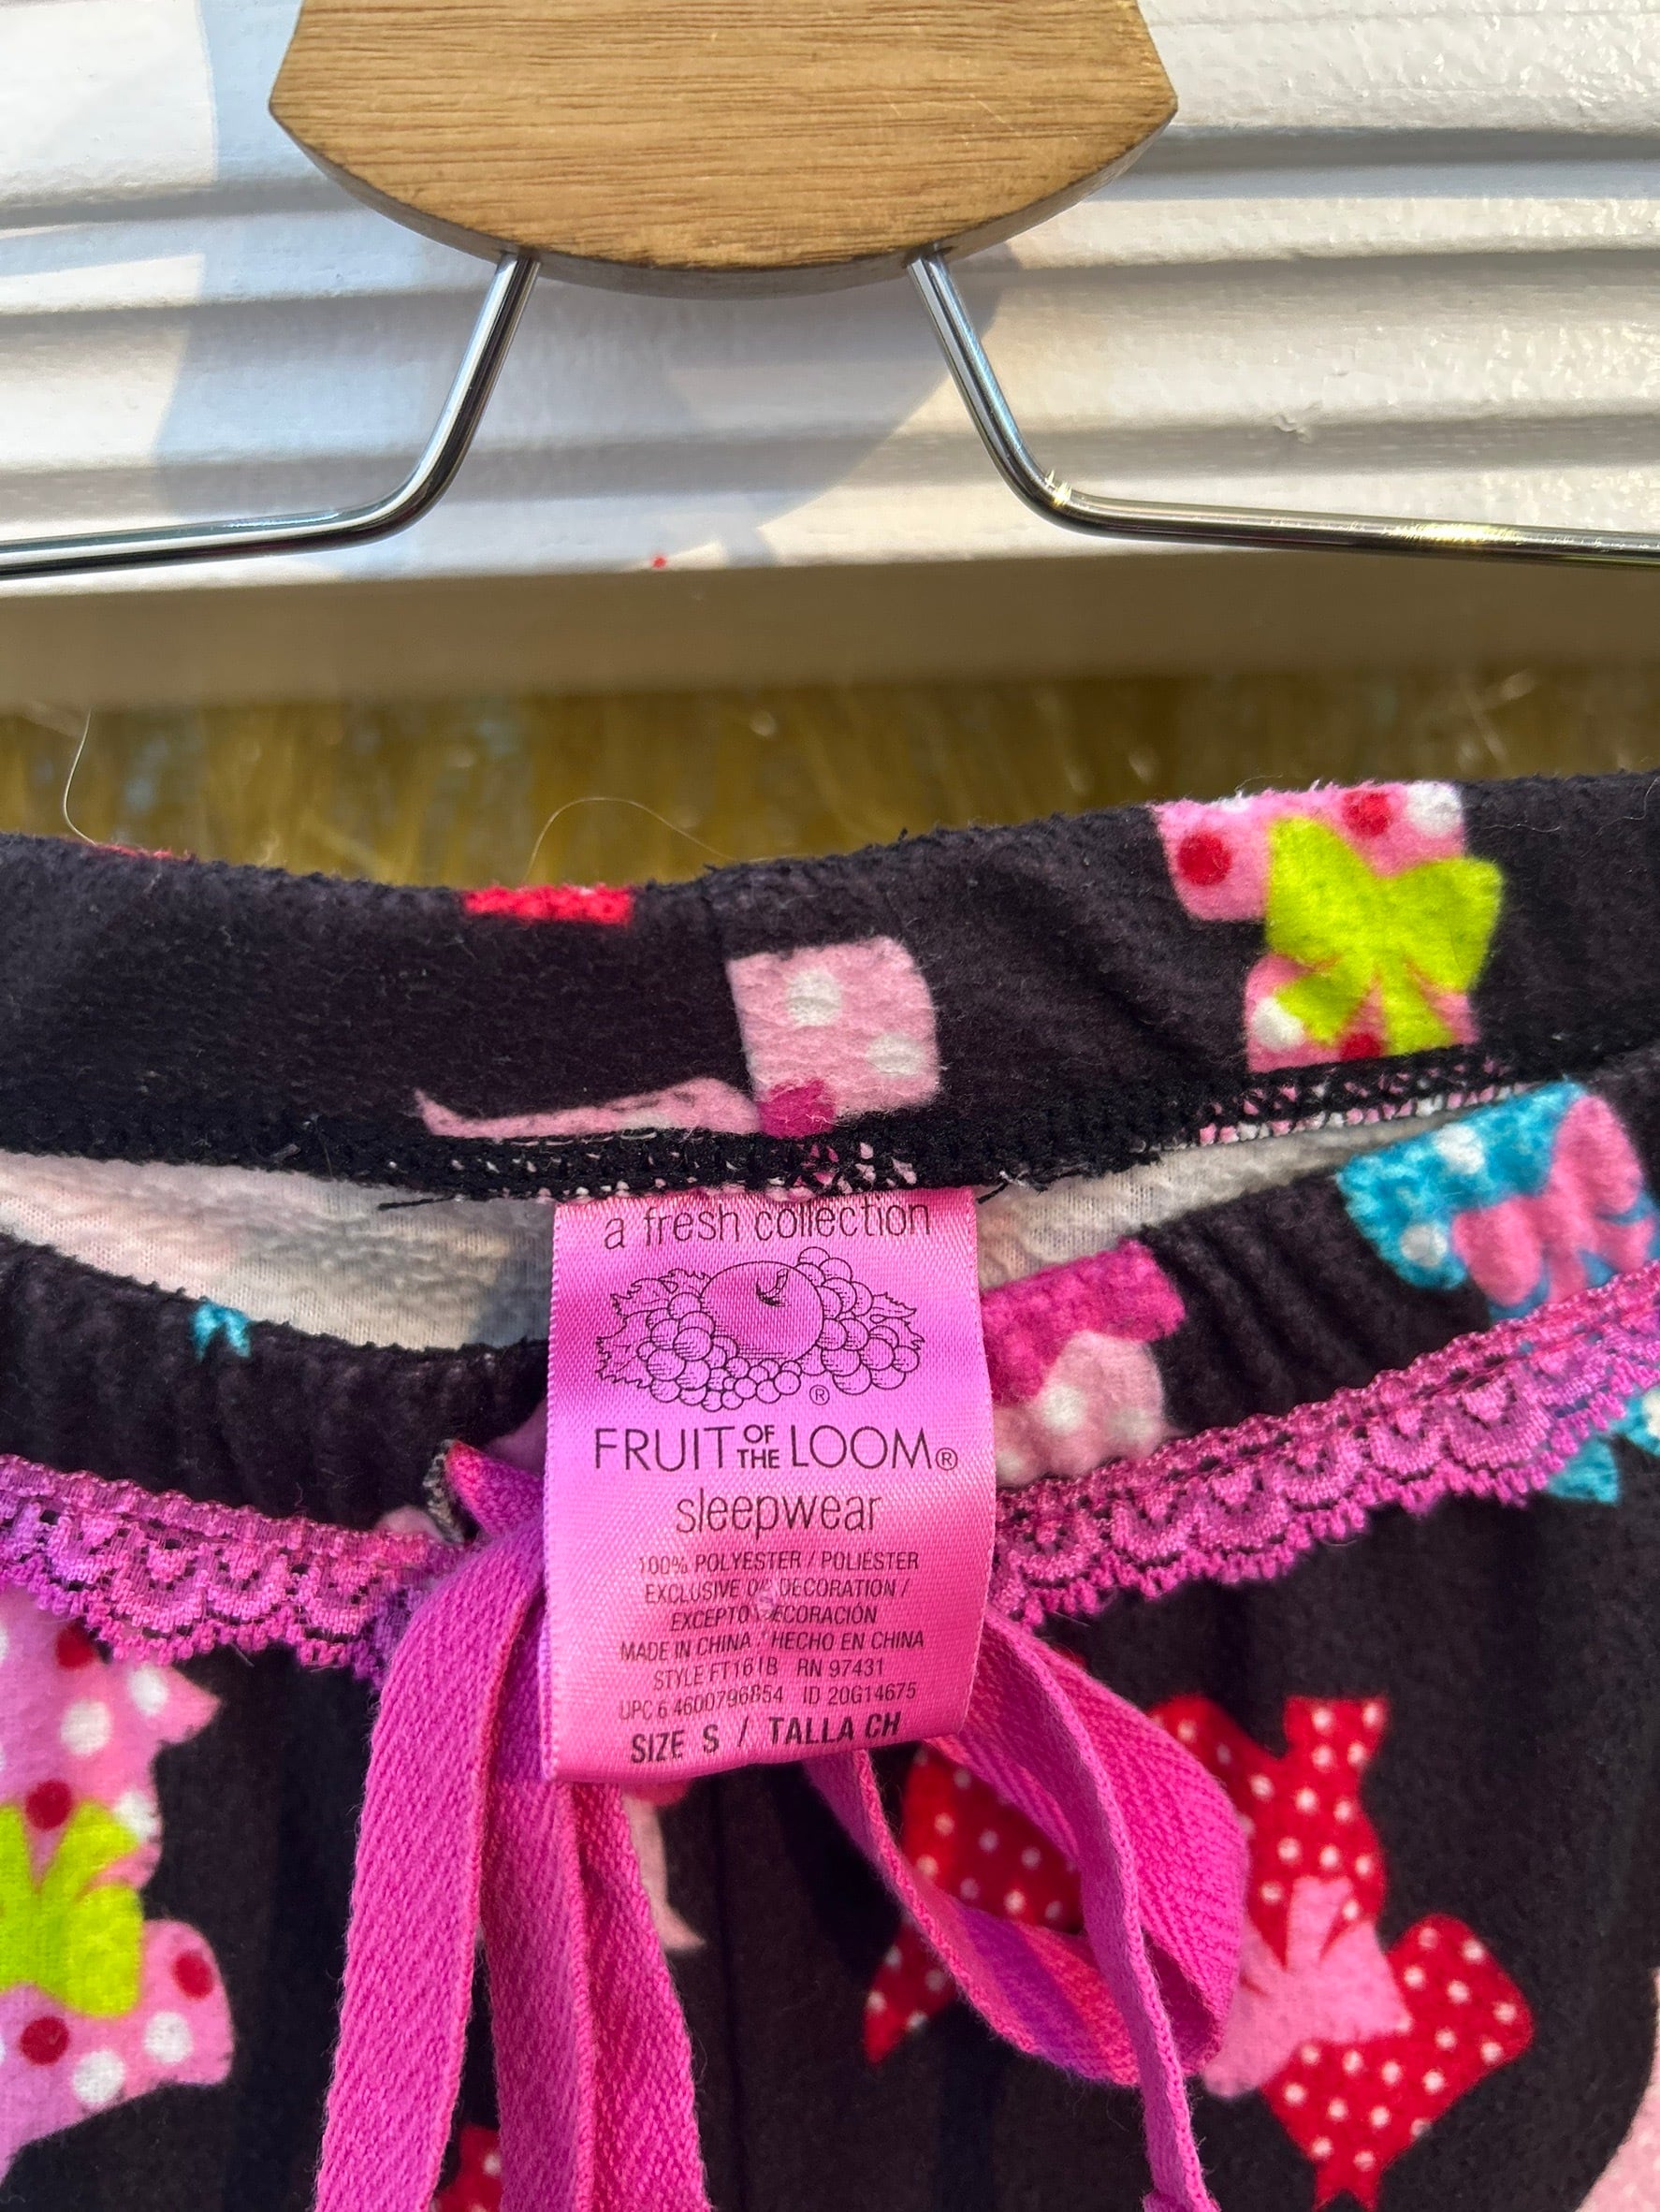 a fresh collection
®
FRUIT OF THE LOOM®
sleepwear
100% POLYESTER / POLIÉSTER
EXCLUSIVE OF DECORATION /
EXCEPTO DECORACIÓN
MADE IN CHINA / HECHO EN CHINA
STYLE FT161B RN 97431
UPC 6 4600796854 ID 20G14675
SIZE S / TALLA CH